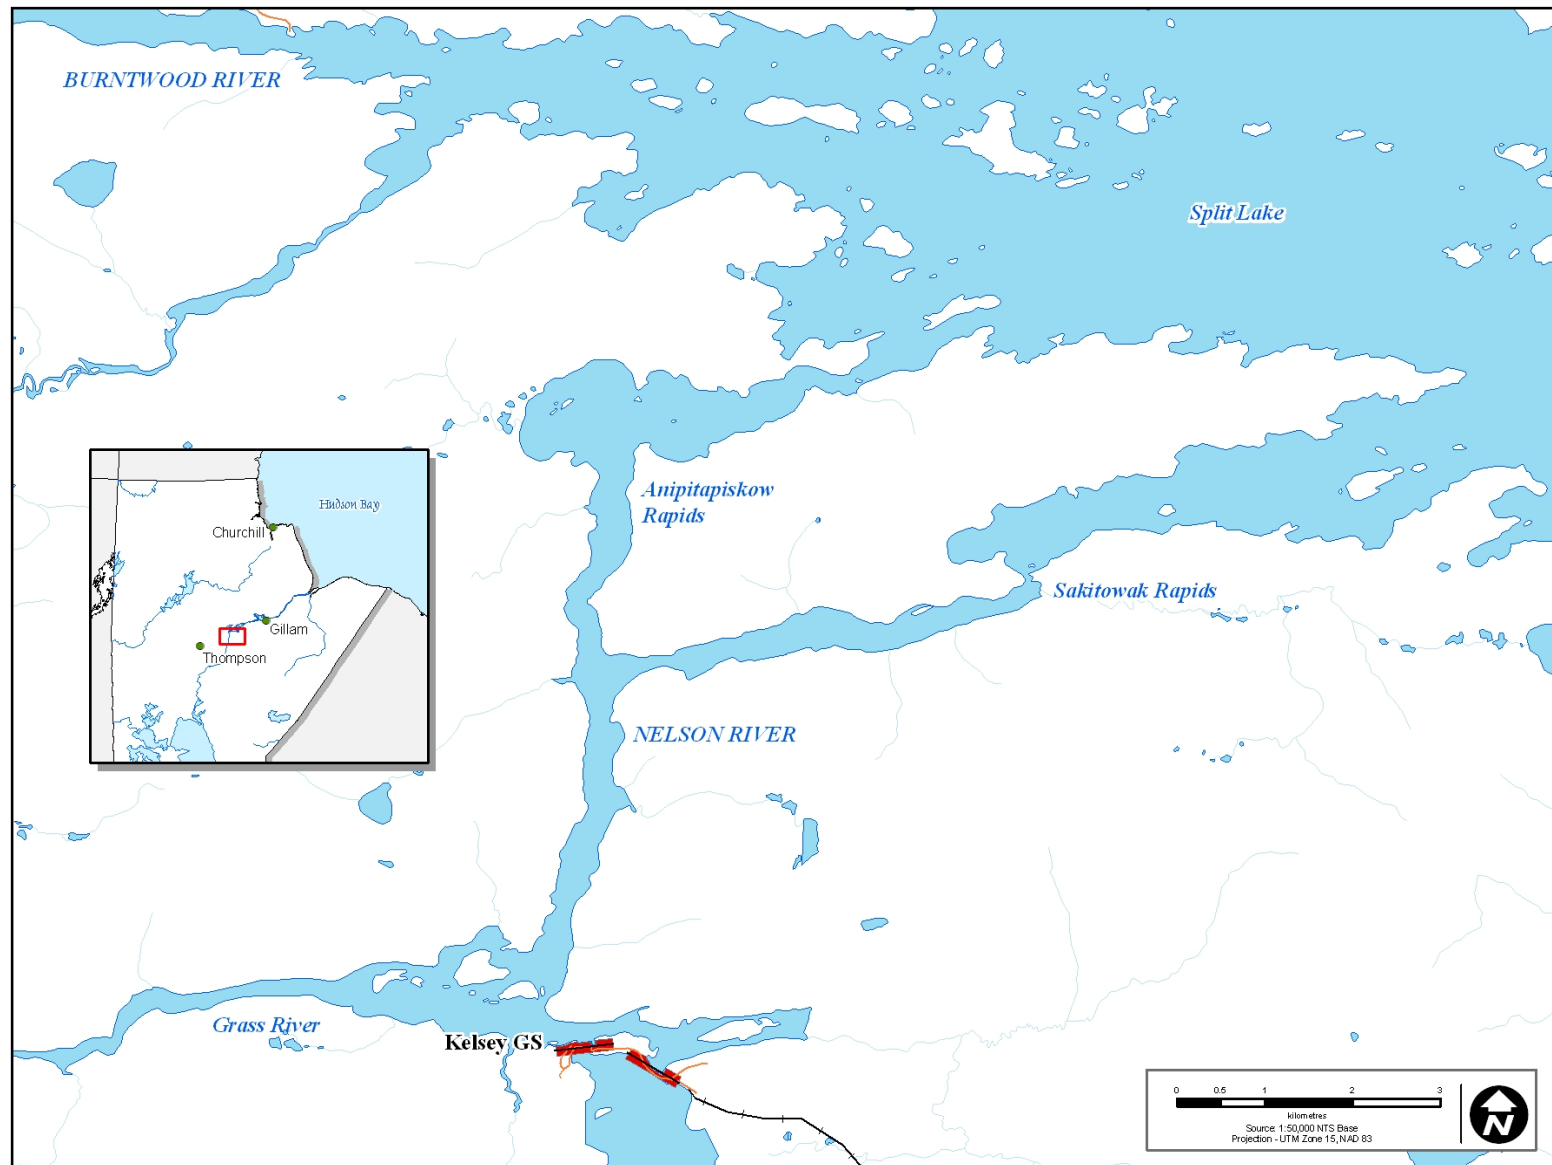 BURNTWOOD RIVER
Split Lake
Anipitapiskow
Rapids
Hudson Bay
Churchill
Gillam
Thompson
Sakitowak Rapids
NELSON RIVER
Grass River
Kelsey GS
0 0.5 1 2 3
kilometres
Source: 1:50,000 NTS Base
Projection - UTM Zone 15, NAD 83
N